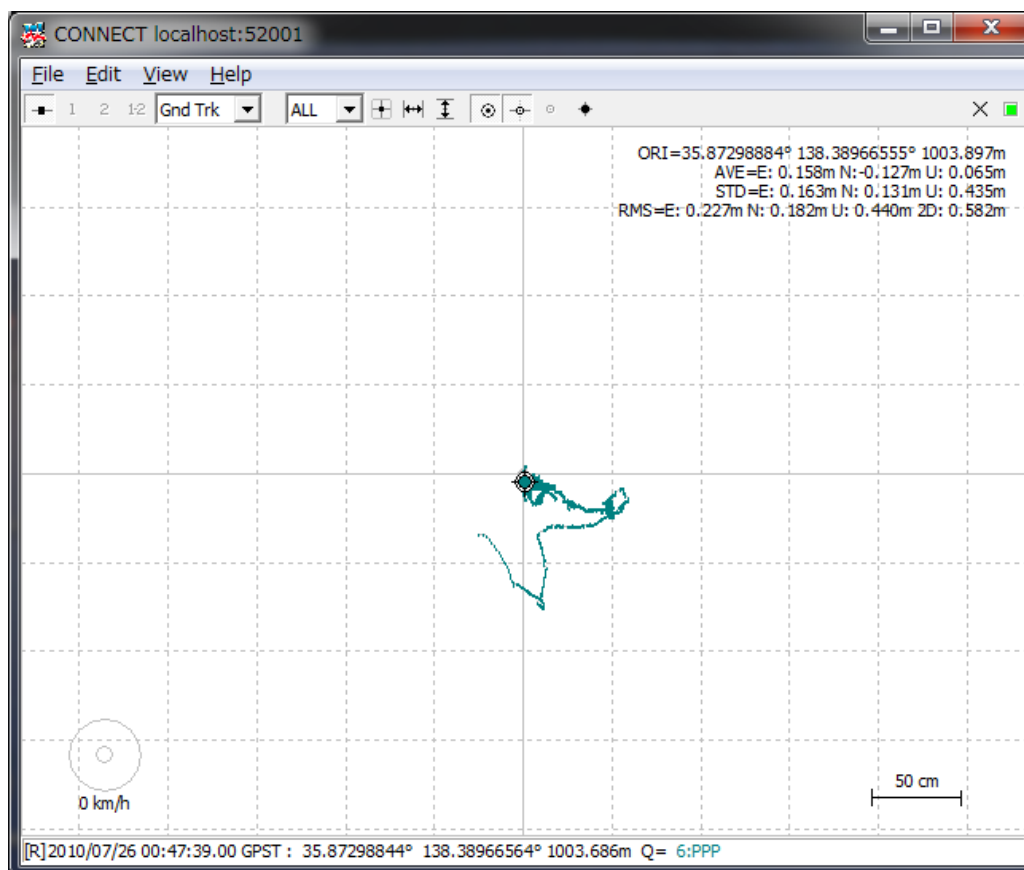 CONNECT localhost:52001
File Edit View Help
1 2 1-2 Gnd Trk ALL
ORI=35.87298884° 138.38966555° 1003.897m
AVE=E: 0.158m N:-0.127m U: 0.065m
STD=E: 0.163m N: 0.131m U: 0.435m
RMS=E: 0.227m N: 0.182m U: 0.440m 2D: 0.582m
50 cm
0 km/h
[R]2010/07/26 00:47:39.00 GPST : 35.87298844° 138.38966564° 1003.686m Q= 6:PPP